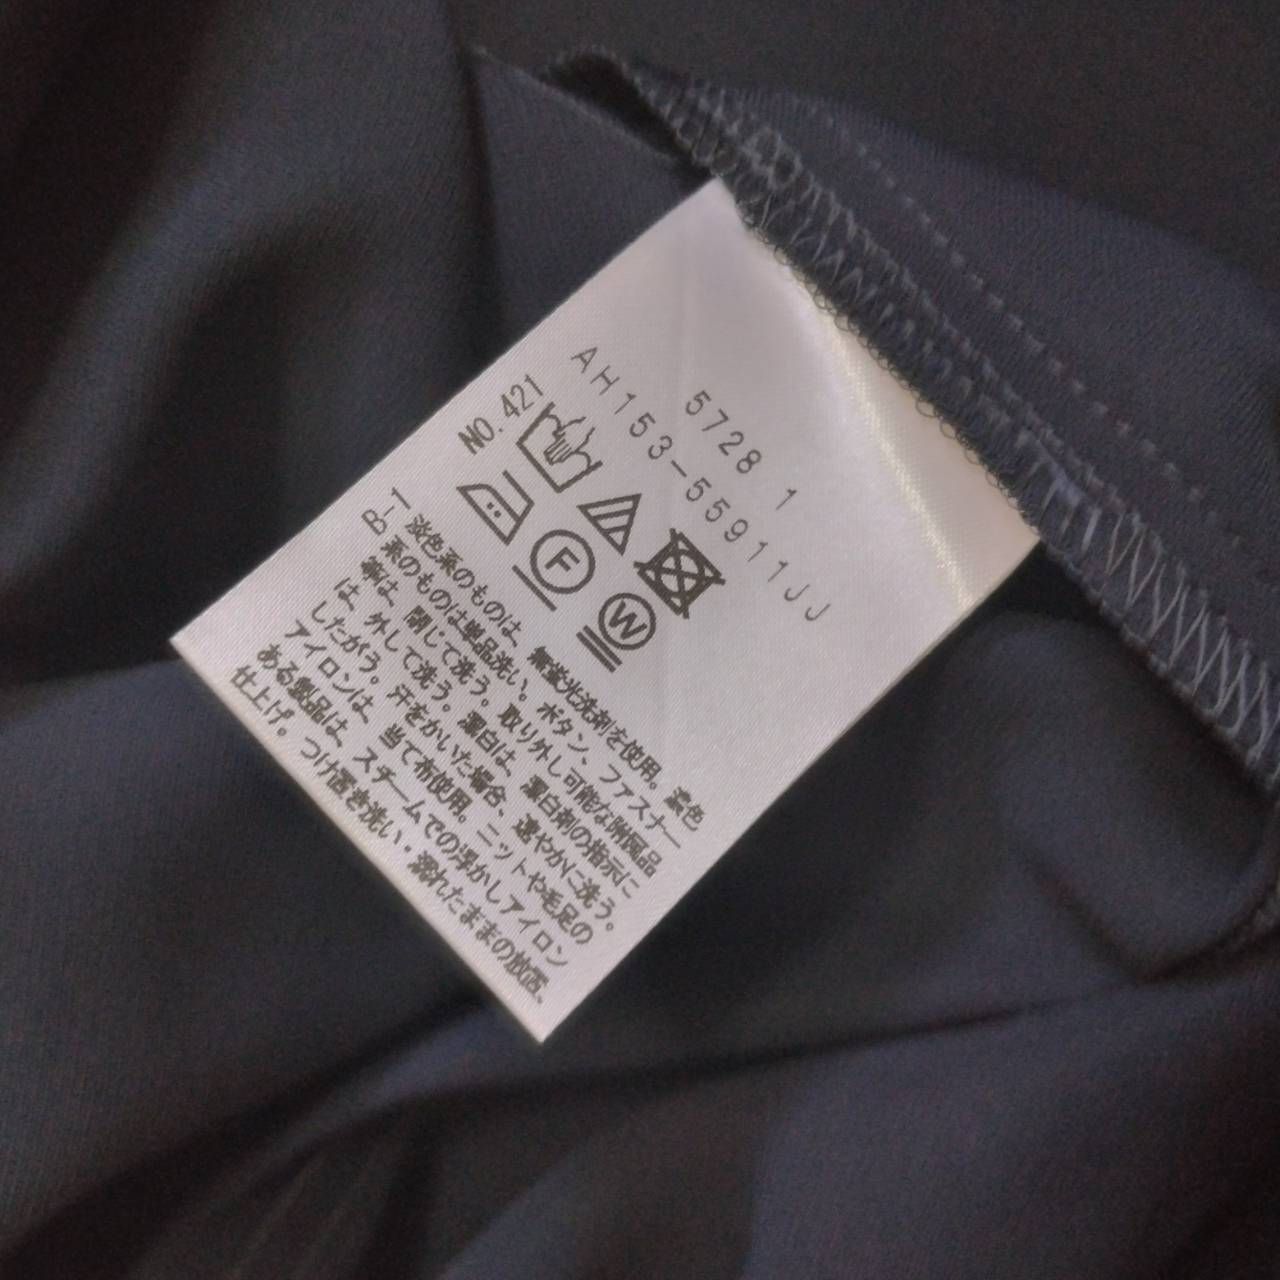 5728 1
AH153-55911JJ
NO.421
F
W
B-1
淡色系のものは、無蛍光洗剤を使用。濃色
系のものは単品洗い。ボタン、ファスナー
等は、閉じて洗う。取り外し可能な附属品
は、外して洗う。漂白は、漂白剤の指示に
したがう。汗をかいた場合、速やかに洗う。
アイロンは、当て布使用。ニットや毛足の
ある製品は、スチームでの浮かしアイロン
仕上げ。つけ置き洗い・濡れたままの放置、